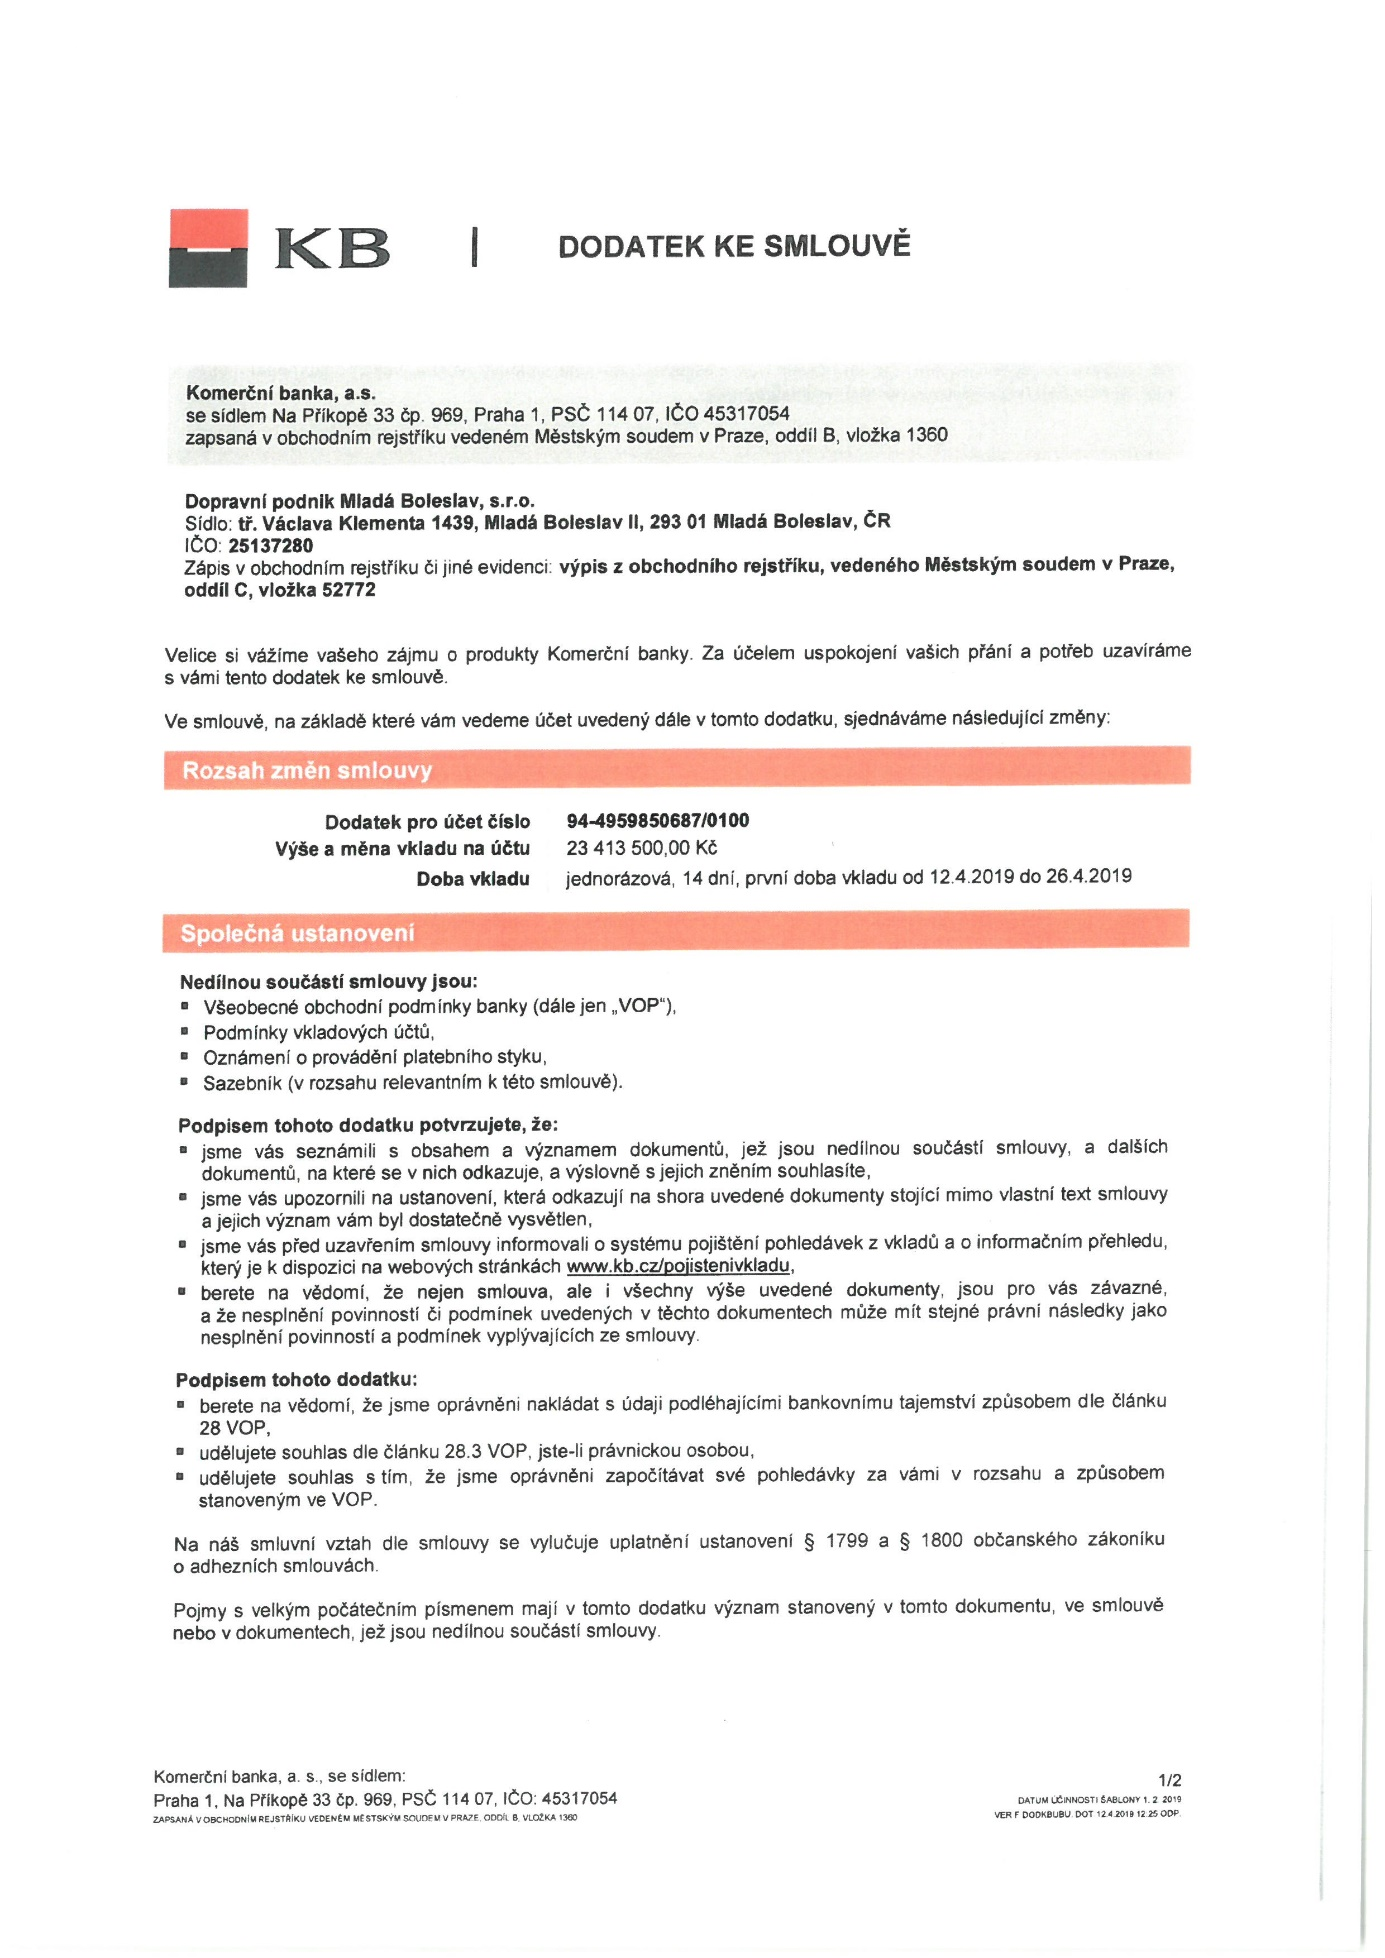 KB | DODATEK KE SMLOUVĚ
Komerční banka, a.s.
se sídlem Na Příkopě 33 čp. 969, Praha 1, PSČ 114 07, IČO 45317054
zapsaná v obchodním rejstříku vedeném Městským soudem v Praze, oddíl B, vložka 1360
Dopravní podnik Mladá Boleslav, s.r.o.
Sídlo: tř. Václava Klementa 1439, Mladá Boleslav II, 293 01 Mladá Boleslav, ČR
IČO: 25137280
Zápis v obchodním rejstříku či jiné evidenci: výpis z obchodního rejstříku, vedeného Městským soudem v Praze,
oddíl C, vložka 52772
Velice si vážíme vašeho zájmu o produkty Komerční banky. Za účelem uspokojení vašich přání a potřeb uzavíráme
s vámi tento dodatek ke smlouvě.
Ve smlouvě, na základě které vám vedeme účet uvedený dále v tomto dodatku, sjednáváme následující změny:
Rozsah změn smlouvy
Dodatek pro účet číslo 94-4959850687/0100
Výše a měna vkladu na účtu 23 413 500,00 Kč
Doba vkladu jednorázová, 14 dní, první doba vkladu od 12.4.2019 do 26.4.2019
Společná ustanovení
Nedílnou součástí smlouvy jsou:
▪ Všeobecné obchodní podmínky banky (dále jen „VOP“),
▪ Podmínky vkladových účtů,
▪ Oznámení o provádění platebního styku,
▪ Sazebník (v rozsahu relevantním k této smlouvě).
Podpisem tohoto dodatku potvrzujete, že:
▪ jsme vás seznámili s obsahem a významem dokumentů, jež jsou nedílnou součástí smlouvy, a dalších
dokumentů, na které se v nich odkazuje, a výslovně s jejich zněním souhlasíte,
▪ jsme vás upozornili na ustanovení, která odkazují na shora uvedené dokumenty stojící mimo vlastní text smlouvy
a jejich význam vám byl dostatečně vysvětlen,
▪ jsme vás před uzavřením smlouvy informovali o systému pojištění pohledávek z vkladů a o informačním přehledu,
který je k dispozici na webových stránkách www.kb.cz/pojistenivkladu,
▪ berete na vědomí, že nejen smlouva, ale i všechny výše uvedené dokumenty, jsou pro vás závazné,
a že nesplnění povinností či podmínek uvedených v těchto dokumentech může mít stejné právní následky jako
nesplnění povinností a podmínek vyplývajících ze smlouvy.
Podpisem tohoto dodatku:
▪ berete na vědomí, že jsme oprávněni nakládat s údaji podléhajícími bankovnímu tajemství způsobem dle článku
28 VOP,
▪ udělujete souhlas dle článku 28.3 VOP, jste-li právnickou osobou,
▪ udělujete souhlas s tím, že jsme oprávněni započítávat své pohledávky za vámi v rozsahu a způsobem
stanoveným ve VOP.
Na náš smluvní vztah dle smlouvy se vylučuje uplatnění ustanovení § 1799 a § 1800 občanského zákoníku
o adhezních smlouvách.
Pojmy s velkým počátečním písmenem mají v tomto dodatku význam stanovený v tomto dokumentu, ve smlouvě
nebo v dokumentech, jež jsou nedílnou součástí smlouvy.
Komerční banka, a. s., se sídlem:
Praha 1, Na Příkopě 33 čp. 969, PSČ 114 07, IČO: 45317054
ZAPSANÁ V OBCHODNÍM REJSTŘÍKU VEDENÉM MĚSTSKÝM SOUDEM V PRAZE, ODDÍL B, VLOŽKA 1360
1/2
DATUM ÚČINNOSTI ŠABLONY 1. 2. 2019
VER F DODKBUBU.DOT 12.4.2019 12:25 ODP.